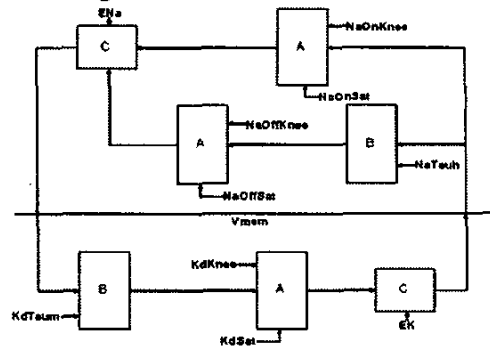 ENa
C
A
NaOnKnee
NaOnSat
NaOffKnee
A
B
NaTauh
NaOffSat
Vmem
KdKnee
B
A
C
KdTaum
EK
KdSat